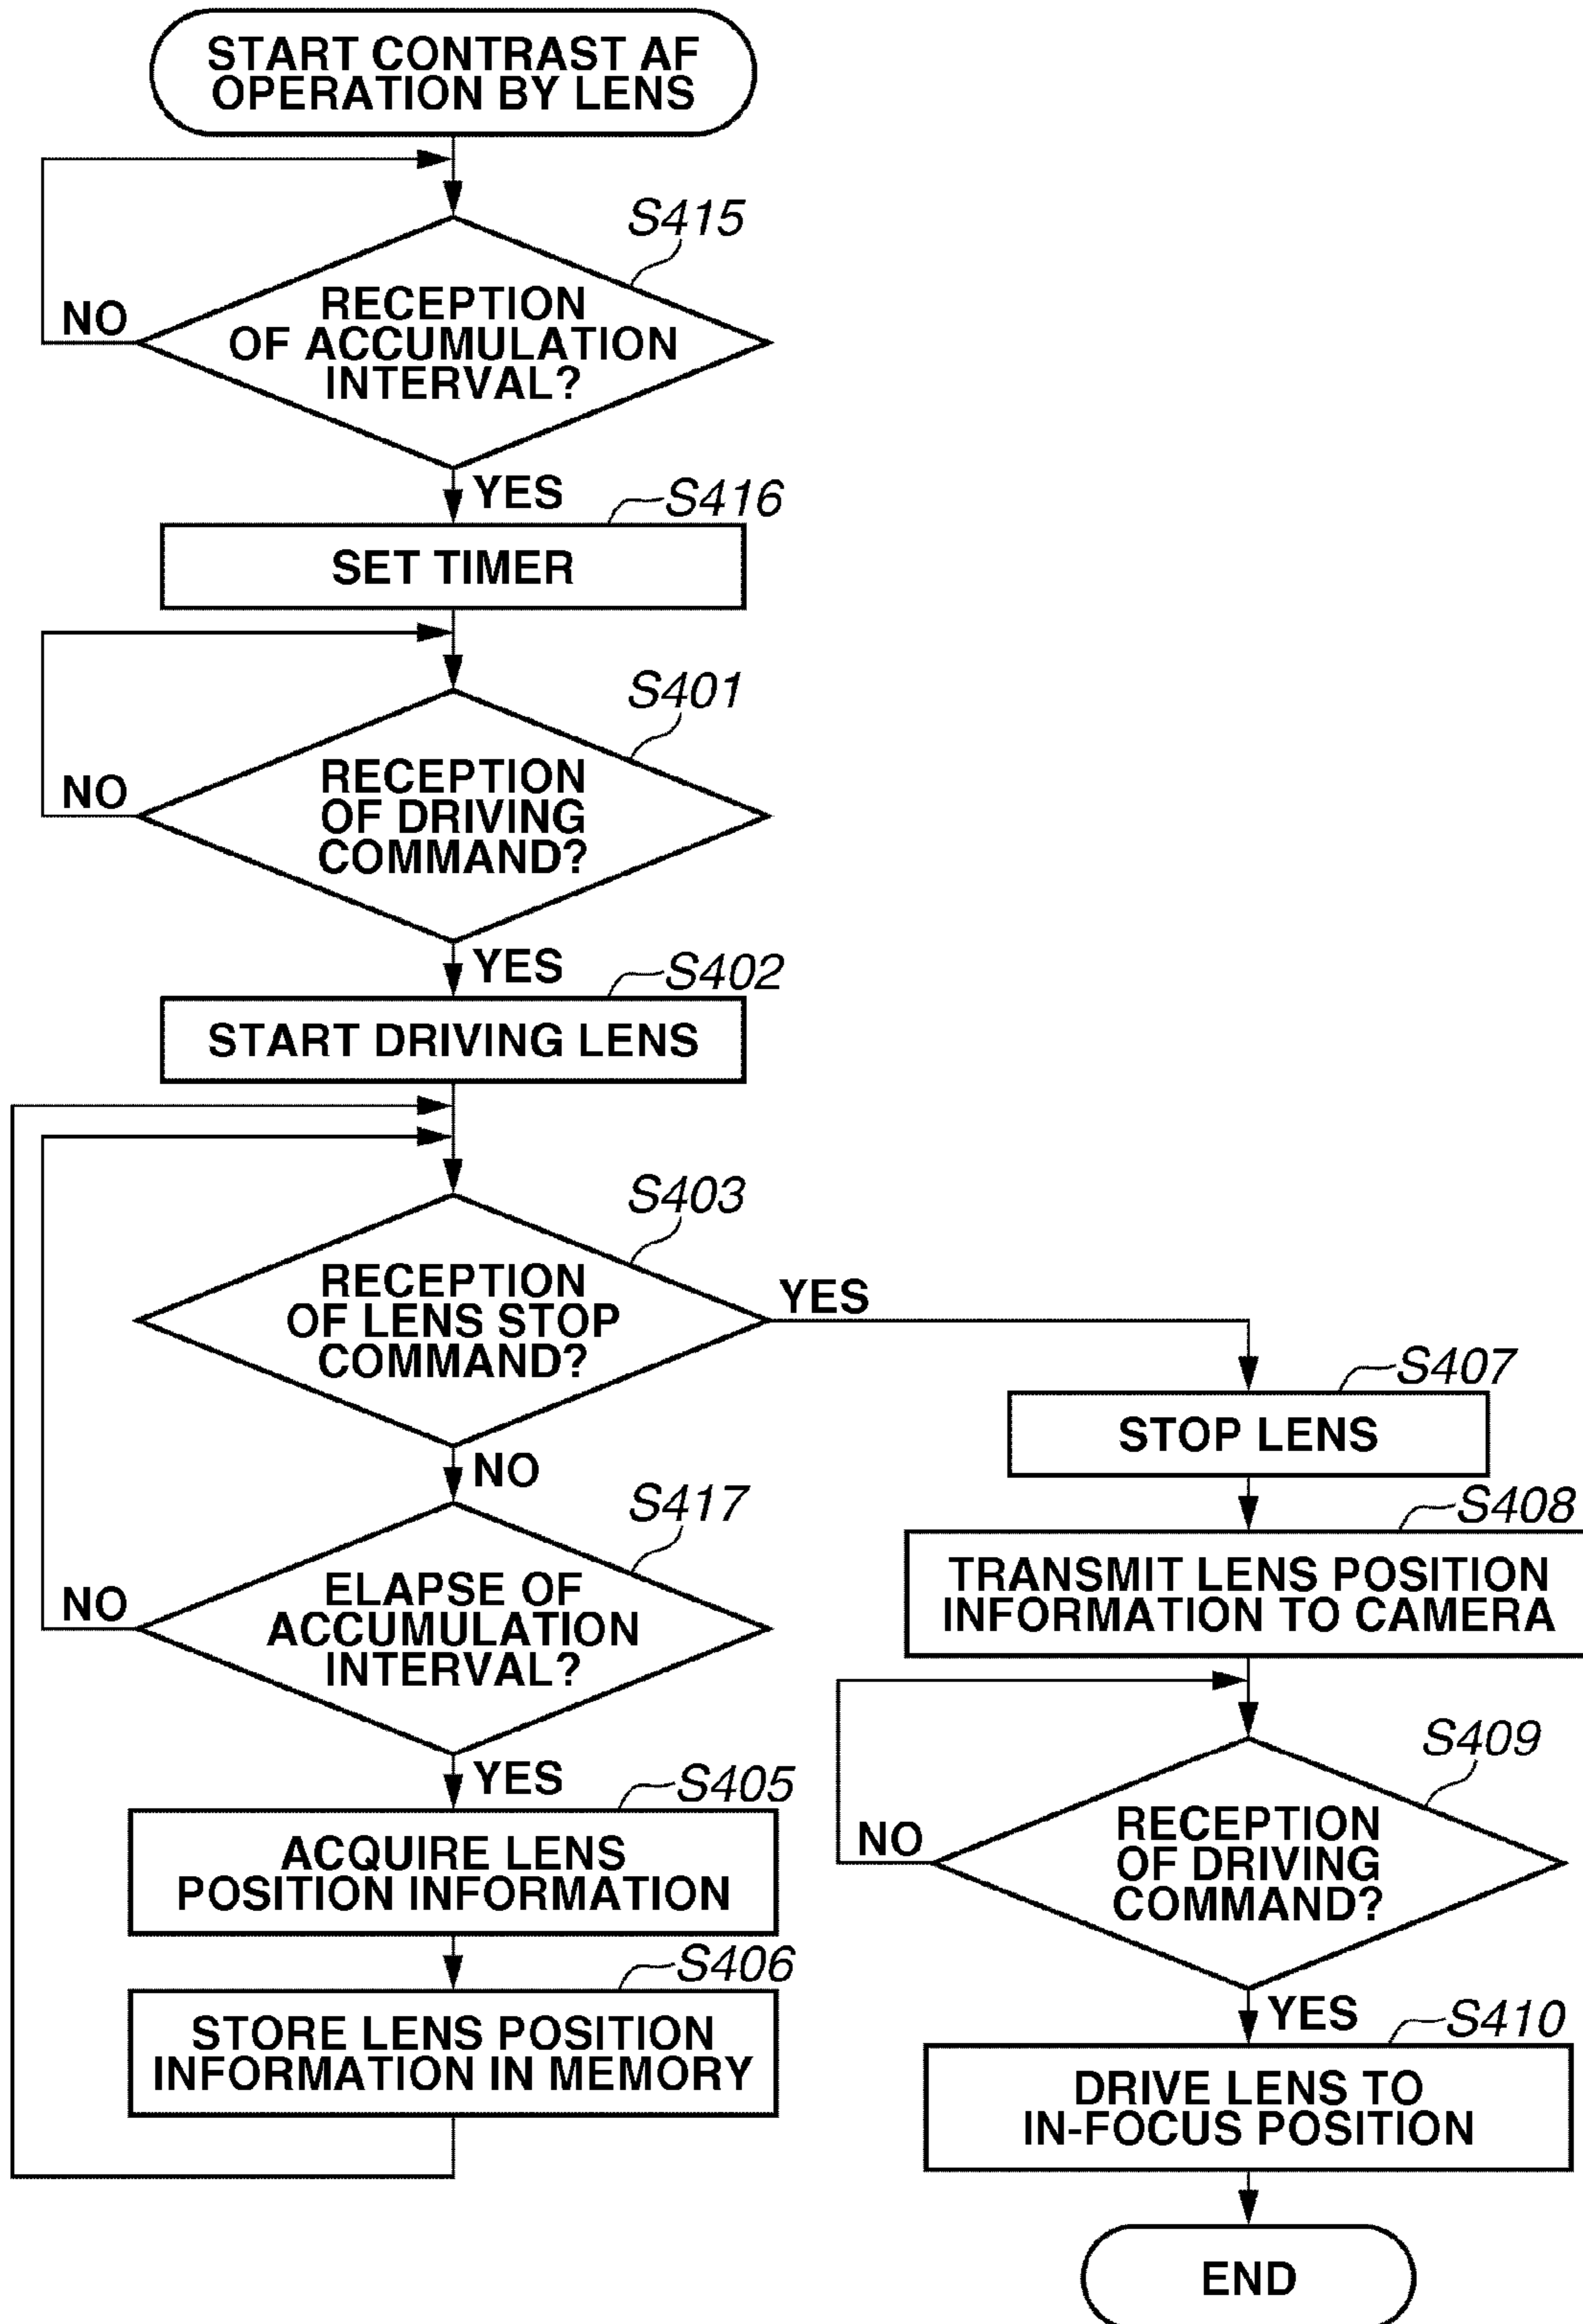 START CONTRAST AF
OPERATION BY LENS
S415
RECEPTION
OF ACCUMULATION
INTERVAL?
NO
YES
S416
SET TIMER
S401
RECEPTION
OF DRIVING
COMMAND?
NO
YES
S402
START DRIVING LENS
S403
RECEPTION
OF LENS STOP
COMMAND?
YES
NO
S417
ELAPSE OF
ACCUMULATION
INTERVAL?
NO
YES
S405
ACQUIRE LENS
POSITION INFORMATION
S406
STORE LENS POSITION
INFORMATION IN MEMORY
S407
STOP LENS
S408
TRANSMIT LENS POSITION
INFORMATION TO CAMERA
S409
RECEPTION
OF DRIVING
COMMAND?
NO
YES
S410
DRIVE LENS TO
IN-FOCUS POSITION
END